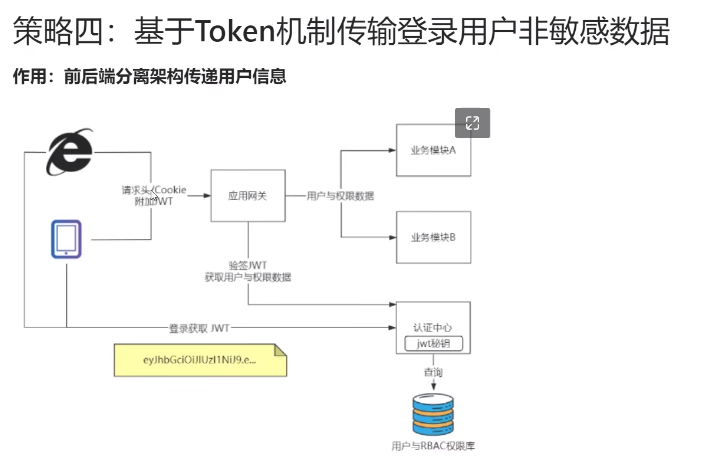 策略四：基于Token机制传输登录用户非敏感数据
作用：前后端分离架构传递用户信息
请求头/Cookie
附加JWT
应用网关
用户与权限数据
业务模块A
业务模块B
验签JWT
获取用户与权限数据
登录获取 JWT
认证中心
jwt秘钥
eyJhbGciOiJIUzI1NiJ9.e...
查询
用户与RBAC权限库